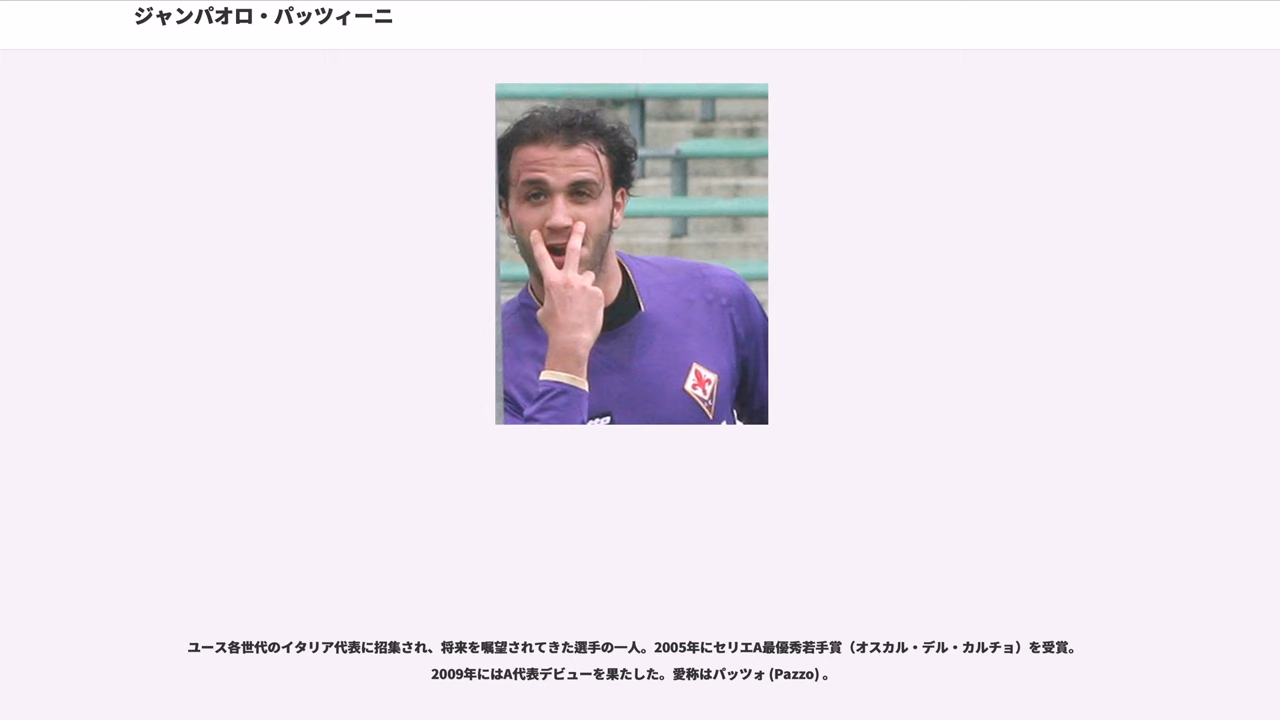 ジャンパオロ・パッツィーニ
ユース各世代のイタリア代表に招集され、将来を嘱望されてきた選手の一人。2005年にセリエA最優秀若手賞（オスカル・デル・カルチョ）を受賞。
2009年にはA代表デビューを果たした。愛称はパッツォ (Pazzo) 。